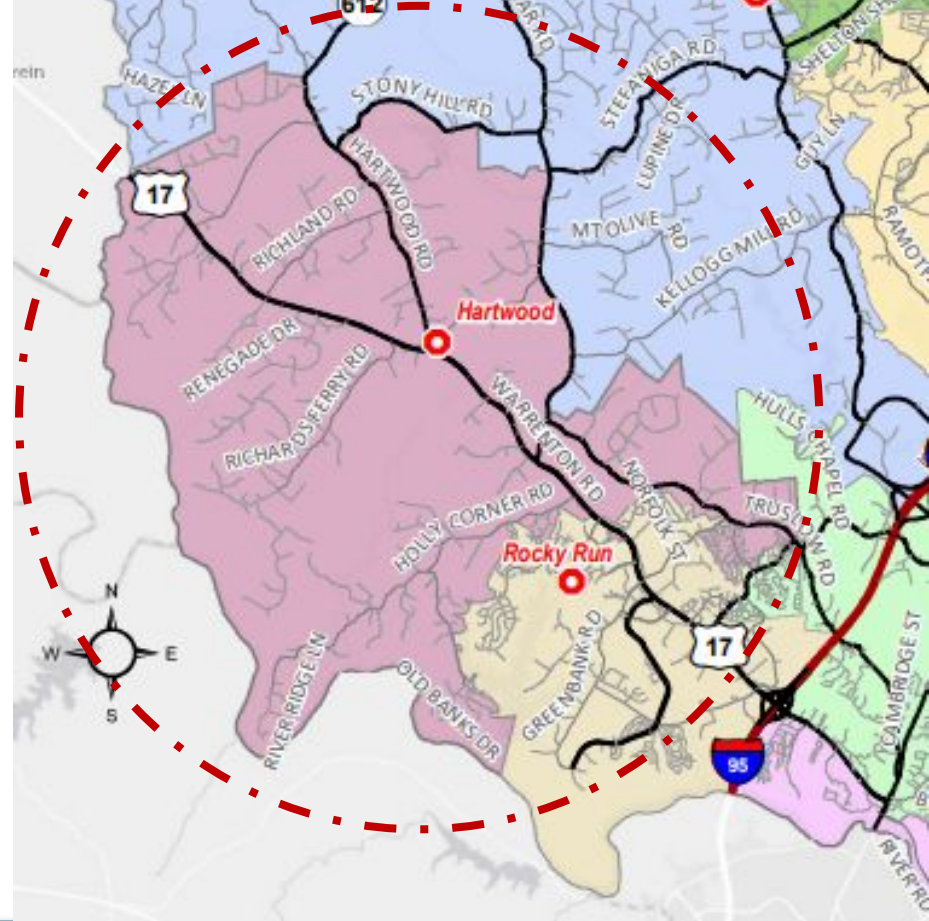 612
rein
HAZEL LN
STONY HILL RD
STEFANIGA RD
SHELTON SH
GUY LN
LUPINE DR
17
HARTWOOD RD
RICHLAND RD
MT OLIVE RD
KELLOGG MILL RD
Hartwood
RENEGADE DR
RICHARDS FERRY RD
WARRENTON RD
HULLS CHAPEL RD
NORFOLK ST
TRUSLOW RD
HOLLY CORNER RD
Rocky Run
N
W
E
S
17
GREENBANK RD
RIVER RIDGE LN
OLD BANKS DR
CAMBRIDGE ST
95
RIVER RD